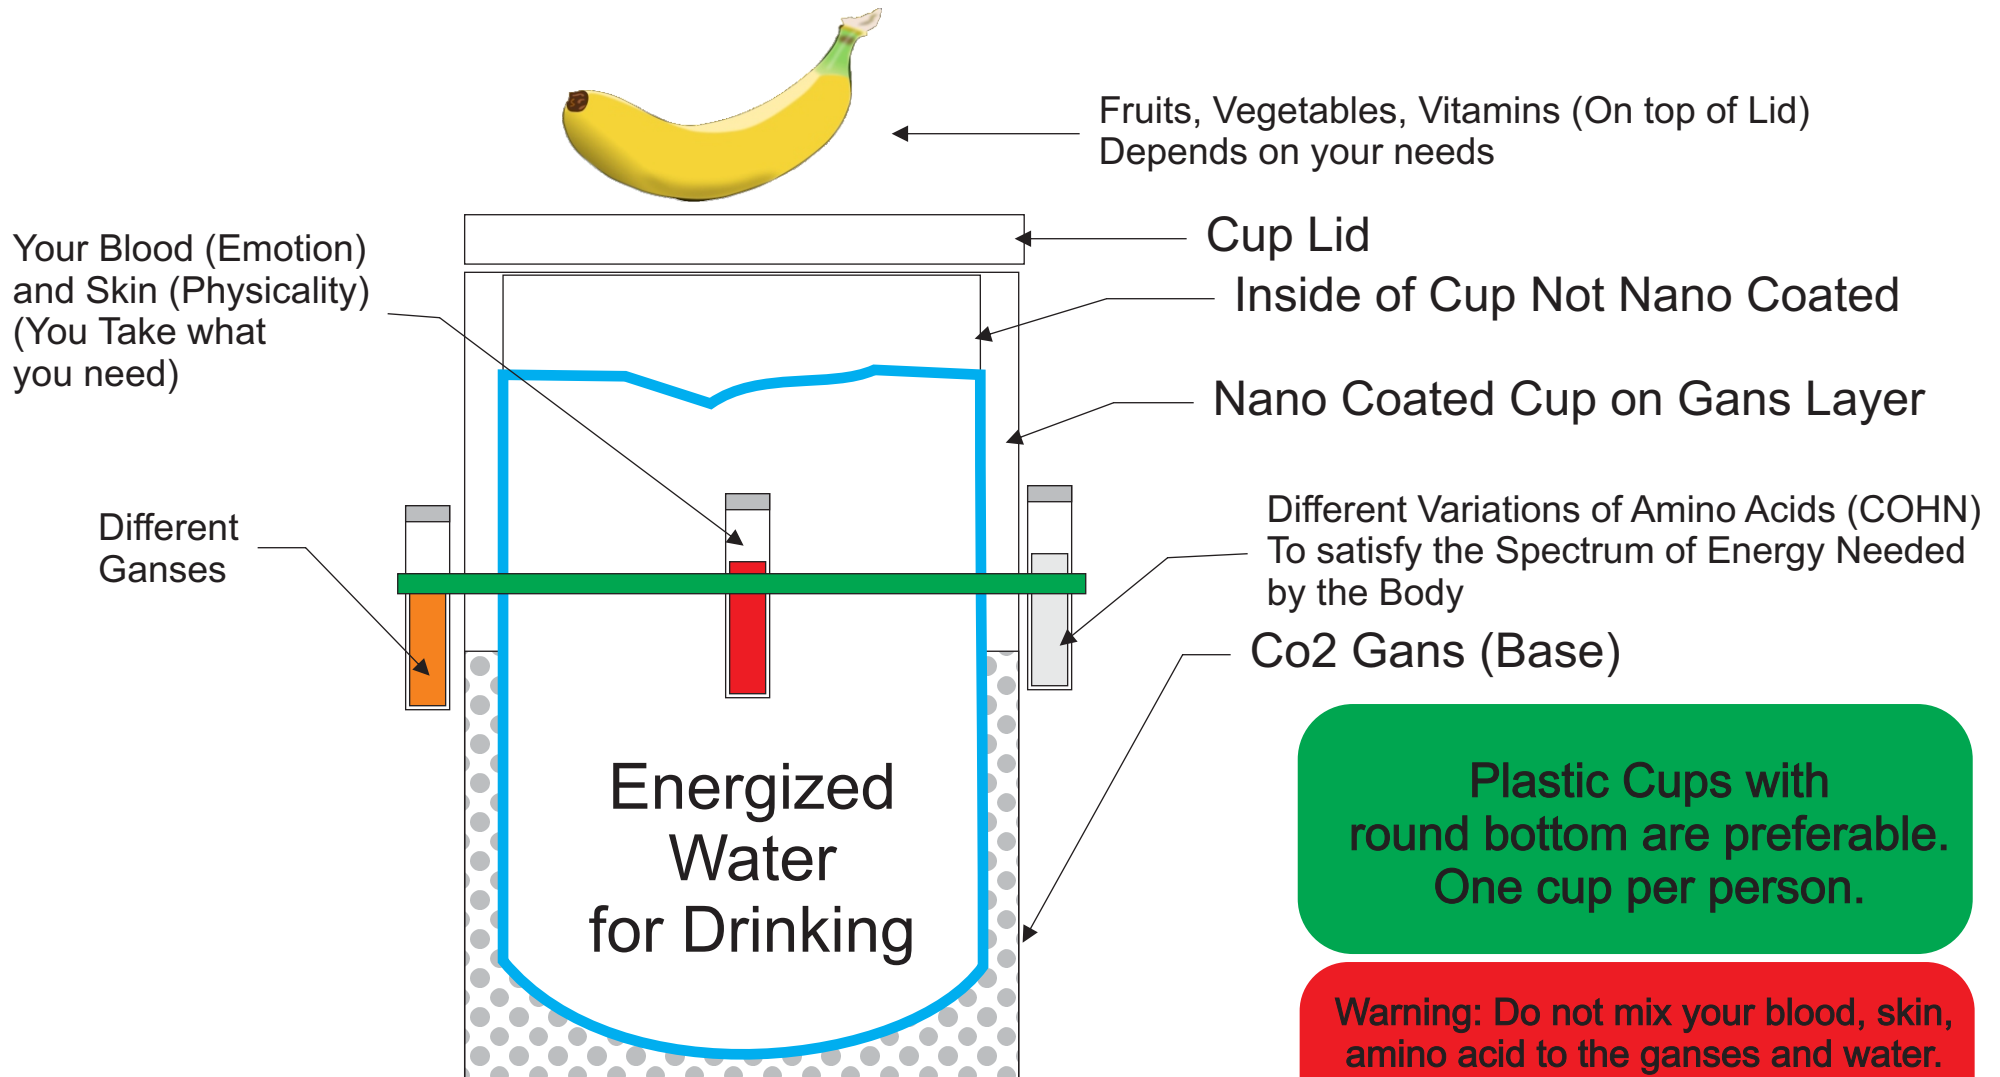 Fruits, Vegetables, Vitamins (On top of Lid)
Depends on your needs
Your Blood (Emotion)
and Skin (Physicality)
(You Take what
you need)
Cup Lid
Inside of Cup Not Nano Coated
Nano Coated Cup on Gans Layer
Different
Ganses
Different Variations of Amino Acids (COHN)
To satisfy the Spectrum of Energy Needed
by the Body
Co2 Gans (Base)
Energized
Water
for Drinking
Plastic Cups with
round bottom are preferable.
One cup per person.
Warning: Do not mix your blood, skin,
amino acid to the ganses and water.